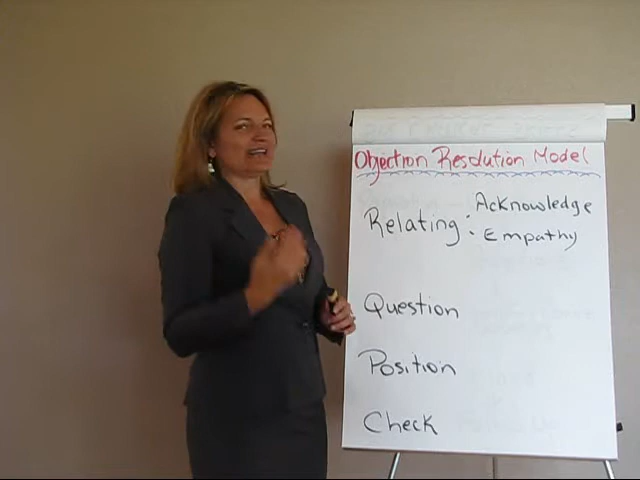 Objection Resolution Model
Relating: Acknowledge
: Empathy
Question
Position
Check